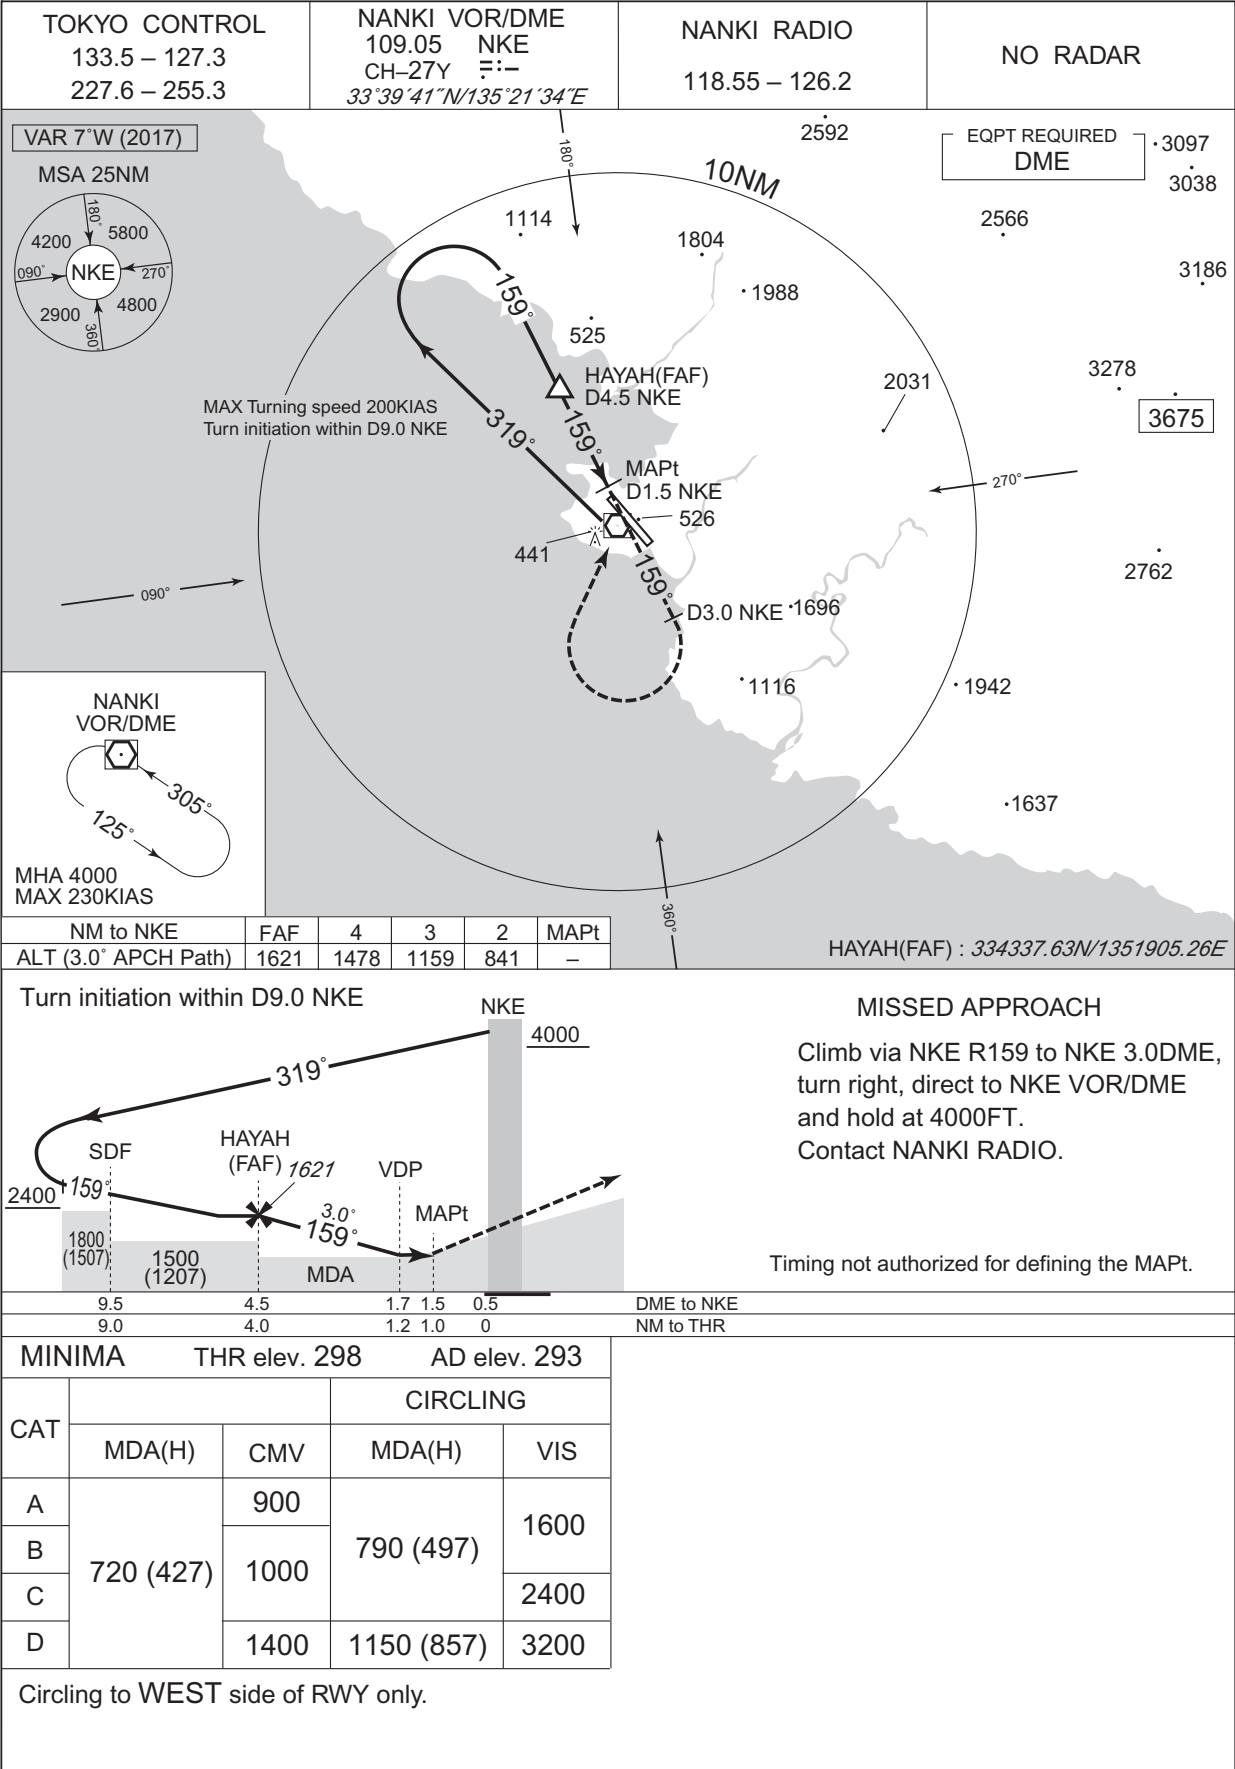 TOKYO CONTROL
133.5 – 127.3
227.6 – 255.3
NANKI VOR/DME
109.05 NKE
CH–27Y
33°39´41˝N/135°21´34˝E
NANKI RADIO
118.55 – 126.2
NO RADAR
VAR 7°W (2017)
MSA 25NM
180°
4200
5800
090°
NKE
270°
2900
4800
360°
EQPT REQUIRED
DME
180°
10NM
2592
3097
3038
1114
1804
2566
1988
3186
159°
525
HAYAH(FAF)
D4.5 NKE
2031
3278
3675
MAX Turning speed 200KIAS
Turn initiation within D9.0 NKE
319°
159°
MAPt
D1.5 NKE
270°
526
441
159°
2762
090°
D3.0 NKE
1696
1116
1942
1637
360°
NANKI
VOR/DME
305°
125°
MHA 4000
MAX 230KIAS
NM to NKE FAF 4 3 2 MAPt
ALT (3.0° APCH Path) 1621 1478 1159 841 –
HAYAH(FAF) : 334337.63N/1351905.26E
Turn initiation within D9.0 NKE
NKE
4000
319°
SDF
HAYAH
(FAF) 1621
VDP
2400
159°
3.0°
159°
MAPt
1800
(1507)
1500
(1207)
MDA
MISSED APPROACH
Climb via NKE R159 to NKE 3.0DME,
turn right, direct to NKE VOR/DME
and hold at 4000FT.
Contact NANKI RADIO.
Timing not authorized for defining the MAPt.
9.5 4.5 1.7 1.5 0.5 DME to NKE
9.0 4.0 1.2 1.0 0 NM to THR
MINIMA THR elev. 298 AD elev. 293
CAT
CIRCLING
MDA(H) CMV MDA(H) VIS
A
900
1600
B
720 (427)
1000
790 (497)
C
2400
D
1400 1150 (857) 3200
Circling to WEST side of RWY only.